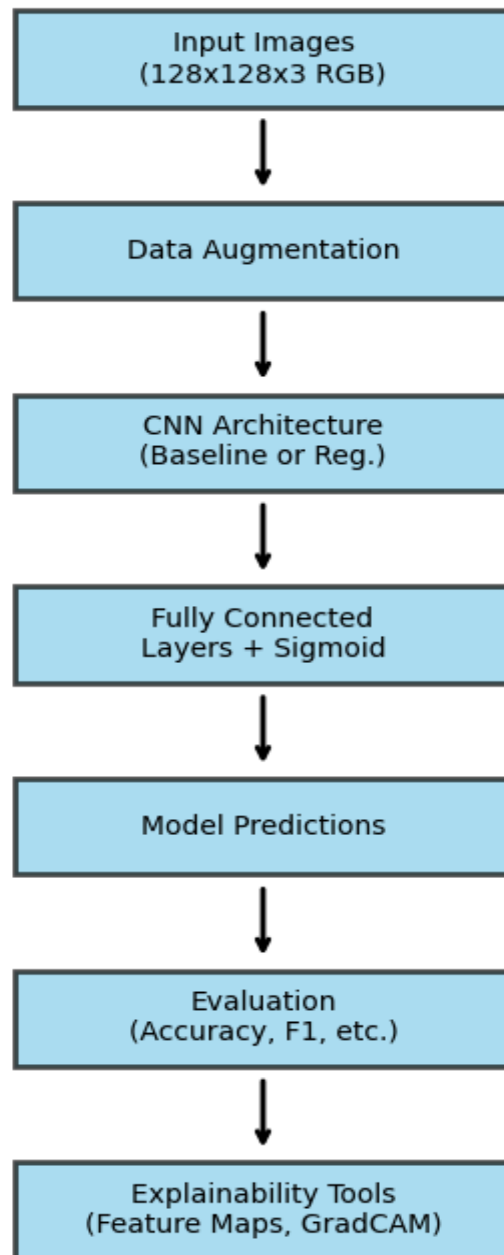 Input Images
(128x128x3 RGB)
Data Augmentation
CNN Architecture
(Baseline or Reg.)
Fully Connected
Layers + Sigmoid
Model Predictions
Evaluation
(Accuracy, F1, etc.)
Explainability Tools
(Feature Maps, GradCAM)